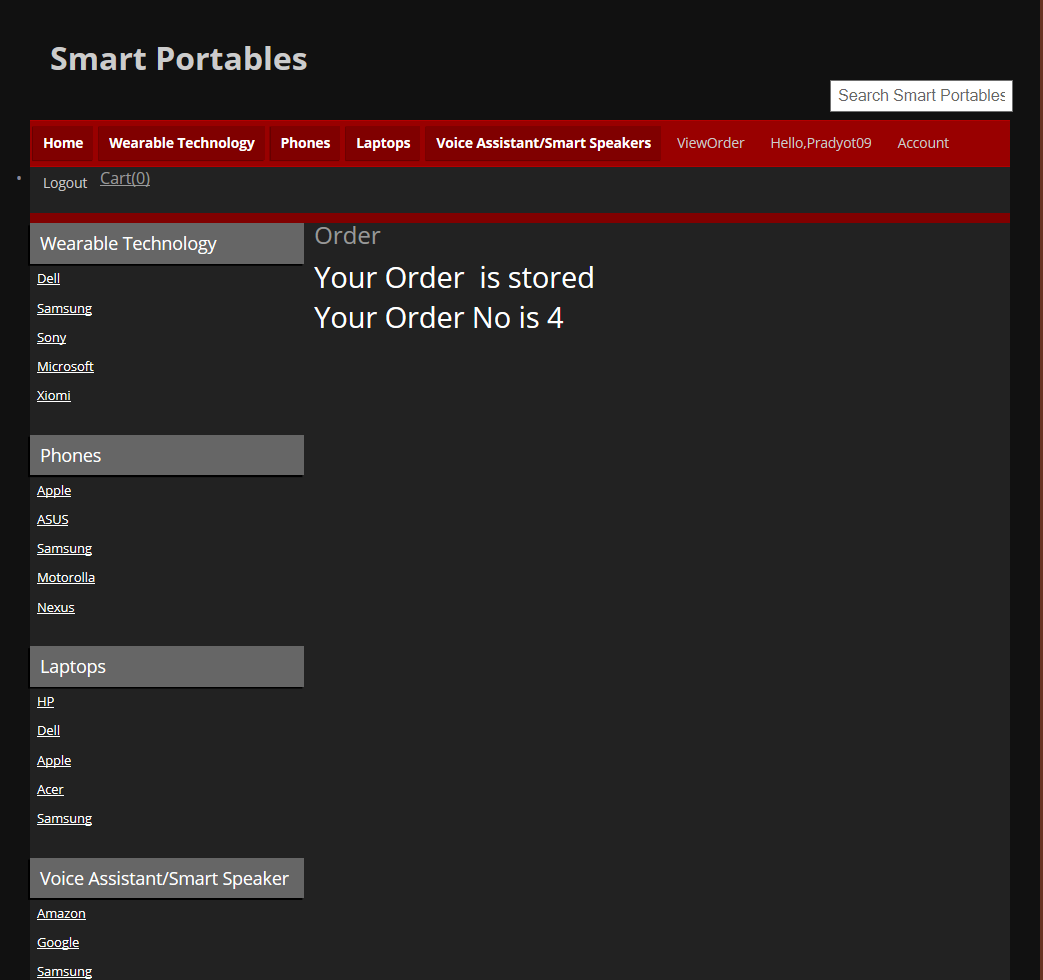 Smart Portables
Search Smart Portables
Home Wearable Technology Phones Laptops Voice Assistant/Smart Speakers ViewOrder Hello,Pradyot09 Account
Logout Cart(0)
Wearable Technology
Dell
Samsung
Sony
Microsoft
Xiomi
Phones
Apple
ASUS
Samsung
Motorolla
Nexus
Laptops
HP
Dell
Apple
Acer
Samsung
Voice Assistant/Smart Speaker
Amazon
Google
Samsung
Order
Your Order is stored
Your Order No is 4